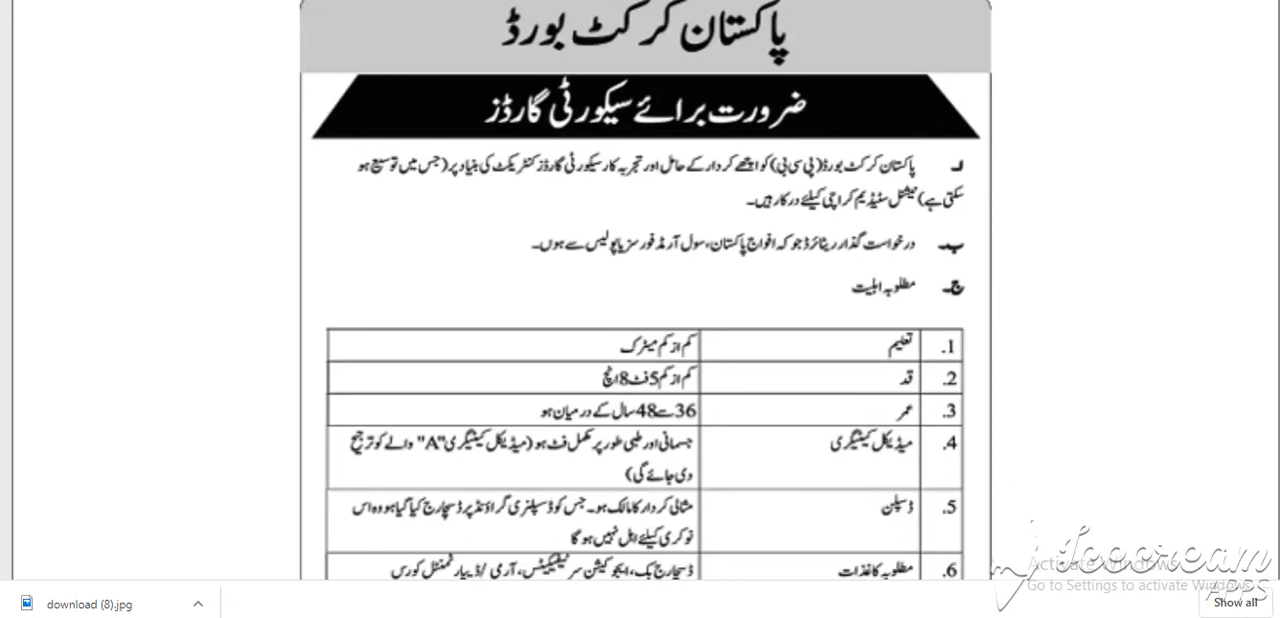 پاکستان کرکٹ بورڈ
ضرورت برائے سیکورٹی گارڈز
ا۔ پاکستان کرکٹ بورڈ (پی سی بی) کو اچھے کردار کے حامل اور تجربہ کار سیکورٹی گارڈز کنٹریکٹ کی بنیاد پر (جس میں توسیع ہو
سکتی ہے) نیشنل سٹیڈیم کراچی کیلئے درکار ہیں۔
ب۔ درخواست گذار ریٹائرڈ جو کہ افواج پاکستان، سول آرمڈ فورسز یا پولیس سے ہوں۔
ج۔ مطلوبہ اہلیت
1. تعلیم کم از کم میٹرک
2. قد کم از کم 5 فٹ 8 انچ
3. عمر 36 سے 48 سال کے درمیان ہو
4. میڈیکل کیٹیگری جسمانی اور طبی طور پر مکمل فٹ ہو (میڈیکل کیٹیگری "A" والے کو ترجیح
دی جائے گی)
5. ڈسپلن مثالی کردار کا مالک ہو۔ جس کو ڈسپلنری گراؤنڈ پر ڈسچارج کیا گیا ہو وہ اس
نوکری کیلئے اہل نہیں ہو گا
6. مطلوبہ کاغذات ڈسچارج بک، ایجوکیشن سرٹیفیکیٹس، آرمی / ڈیپارٹمنٹل کورس
Icecream
APPS
Activate Windows
Go to Settings to activate Windows.
download (8).jpg
Show all